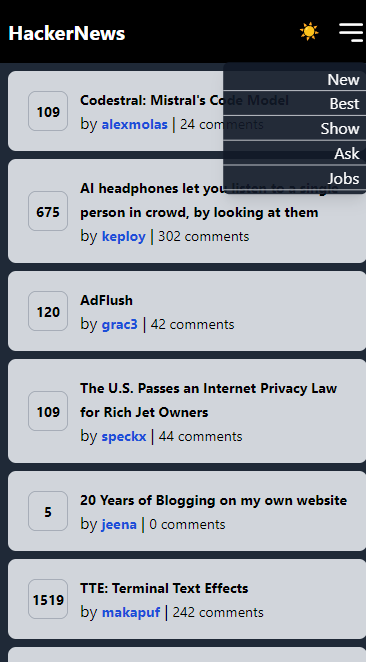 HackerNews
New
Best
Show
Ask
Jobs
109
Codestral: Mistral's Code Model
by alexmolas | 24 comments
675
AI headphones let you listen to a single
person in crowd, by looking at them
by keploy | 302 comments
120
AdFlush
by grac3 | 42 comments
109
The U.S. Passes an Internet Privacy Law
for Rich Jet Owners
by speckx | 44 comments
5
20 Years of Blogging on my own website
by jeena | 0 comments
1519
TTE: Terminal Text Effects
by makapuf | 242 comments